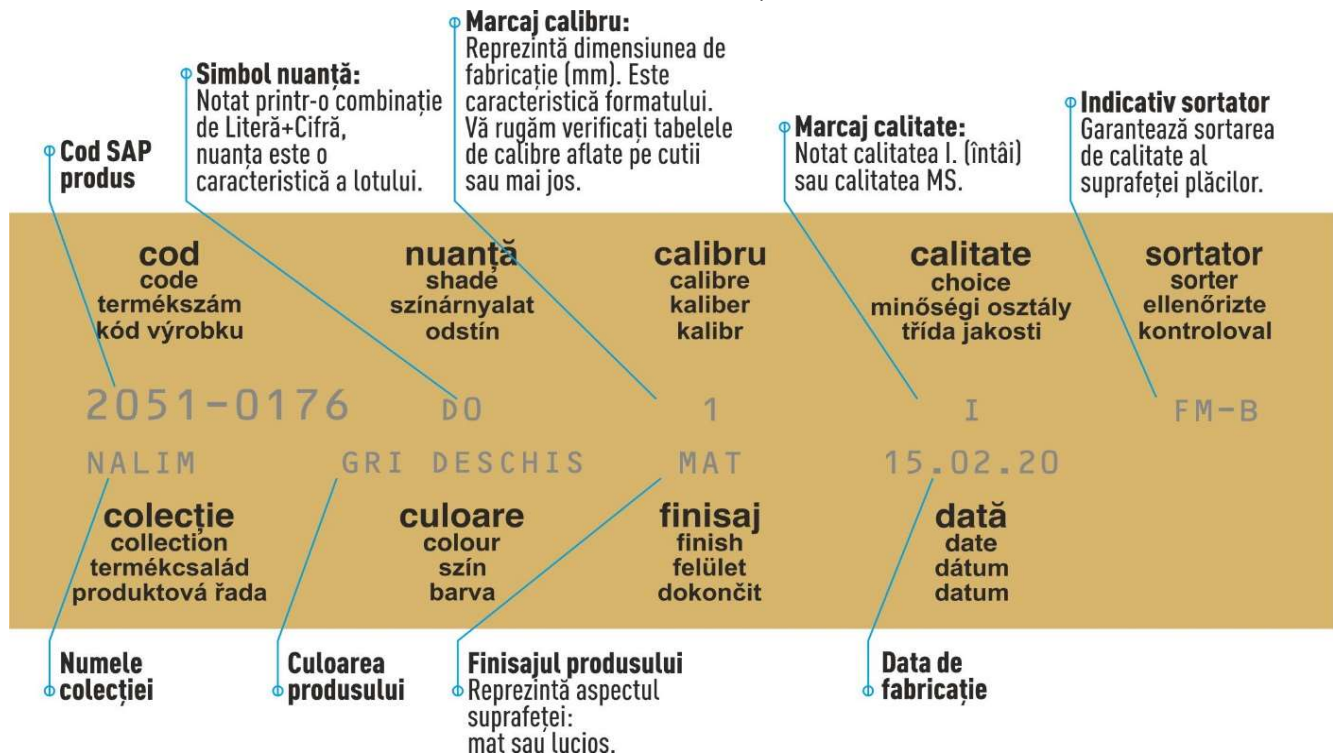 Marcaj calibru:
Reprezintă dimensiunea de
fabricație (mm). Este
caracteristică formatului.
Vă rugăm verificați tabelele
de calibre aflate pe cutii
sau mai jos.
Simbol nuanță:
Notat printr-o combinație
de Literă+Cifră,
nuanța este o
caracteristică a lotului.
Indicativ sortator
Garantează sortarea
de calitate al
suprafeței plăcilor.
Marcaj calitate:
Notat calitatea I. (întâi)
sau calitatea MS.
Cod SAP
produs
cod nuanță calibru calitate sortator
code shade calibre choice sorter
termékszám színárnyalat kaliber minőségi osztály ellenőrizte
kód výrobku odstín kalibr třída jakosti kontroloval
2051-0176 DO 1 I FM-B
NALIM GRI DESCHIS MAT 15.02.20
colecție culoare finisaj dată
collection colour finish date
termékcsalád szín felület dátum
produktová řada barva dokončit datum
Numele
colecției
Culoarea
produsului
Finisajul produsului
Reprezintă aspectul
suprafeței:
mat sau lucios.
Data de
fabricație